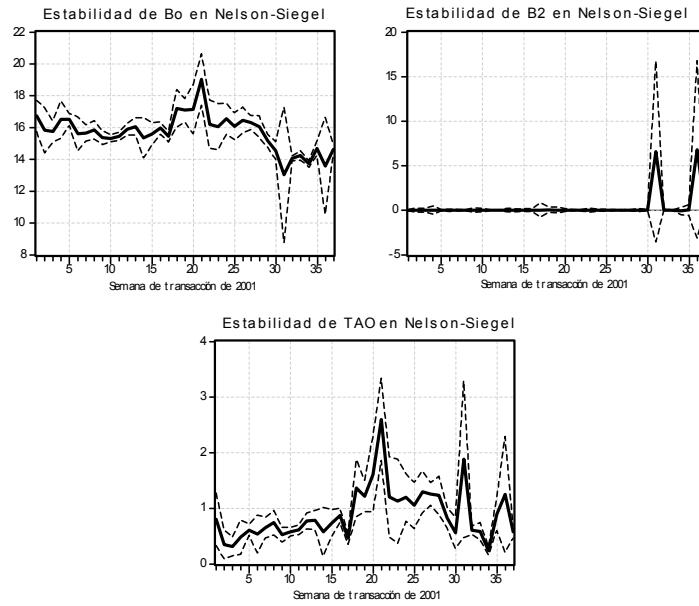 Estabilidad de Bo en Nelson-Siegel
22
20
18
16
14
12
10
8
5 10 15 20 25 30 35
Semana de transacción de 2001
Estabilidad de B2 en Nelson-Siegel
20
15
10
5
0
-5
5 10 15 20 25 30 35
Semana de transacción de 2001
Estabilidad de TAO en Nelson-Siegel
4
3
2
1
0
5 10 15 20 25 30 35
Semana de transacción de 2001